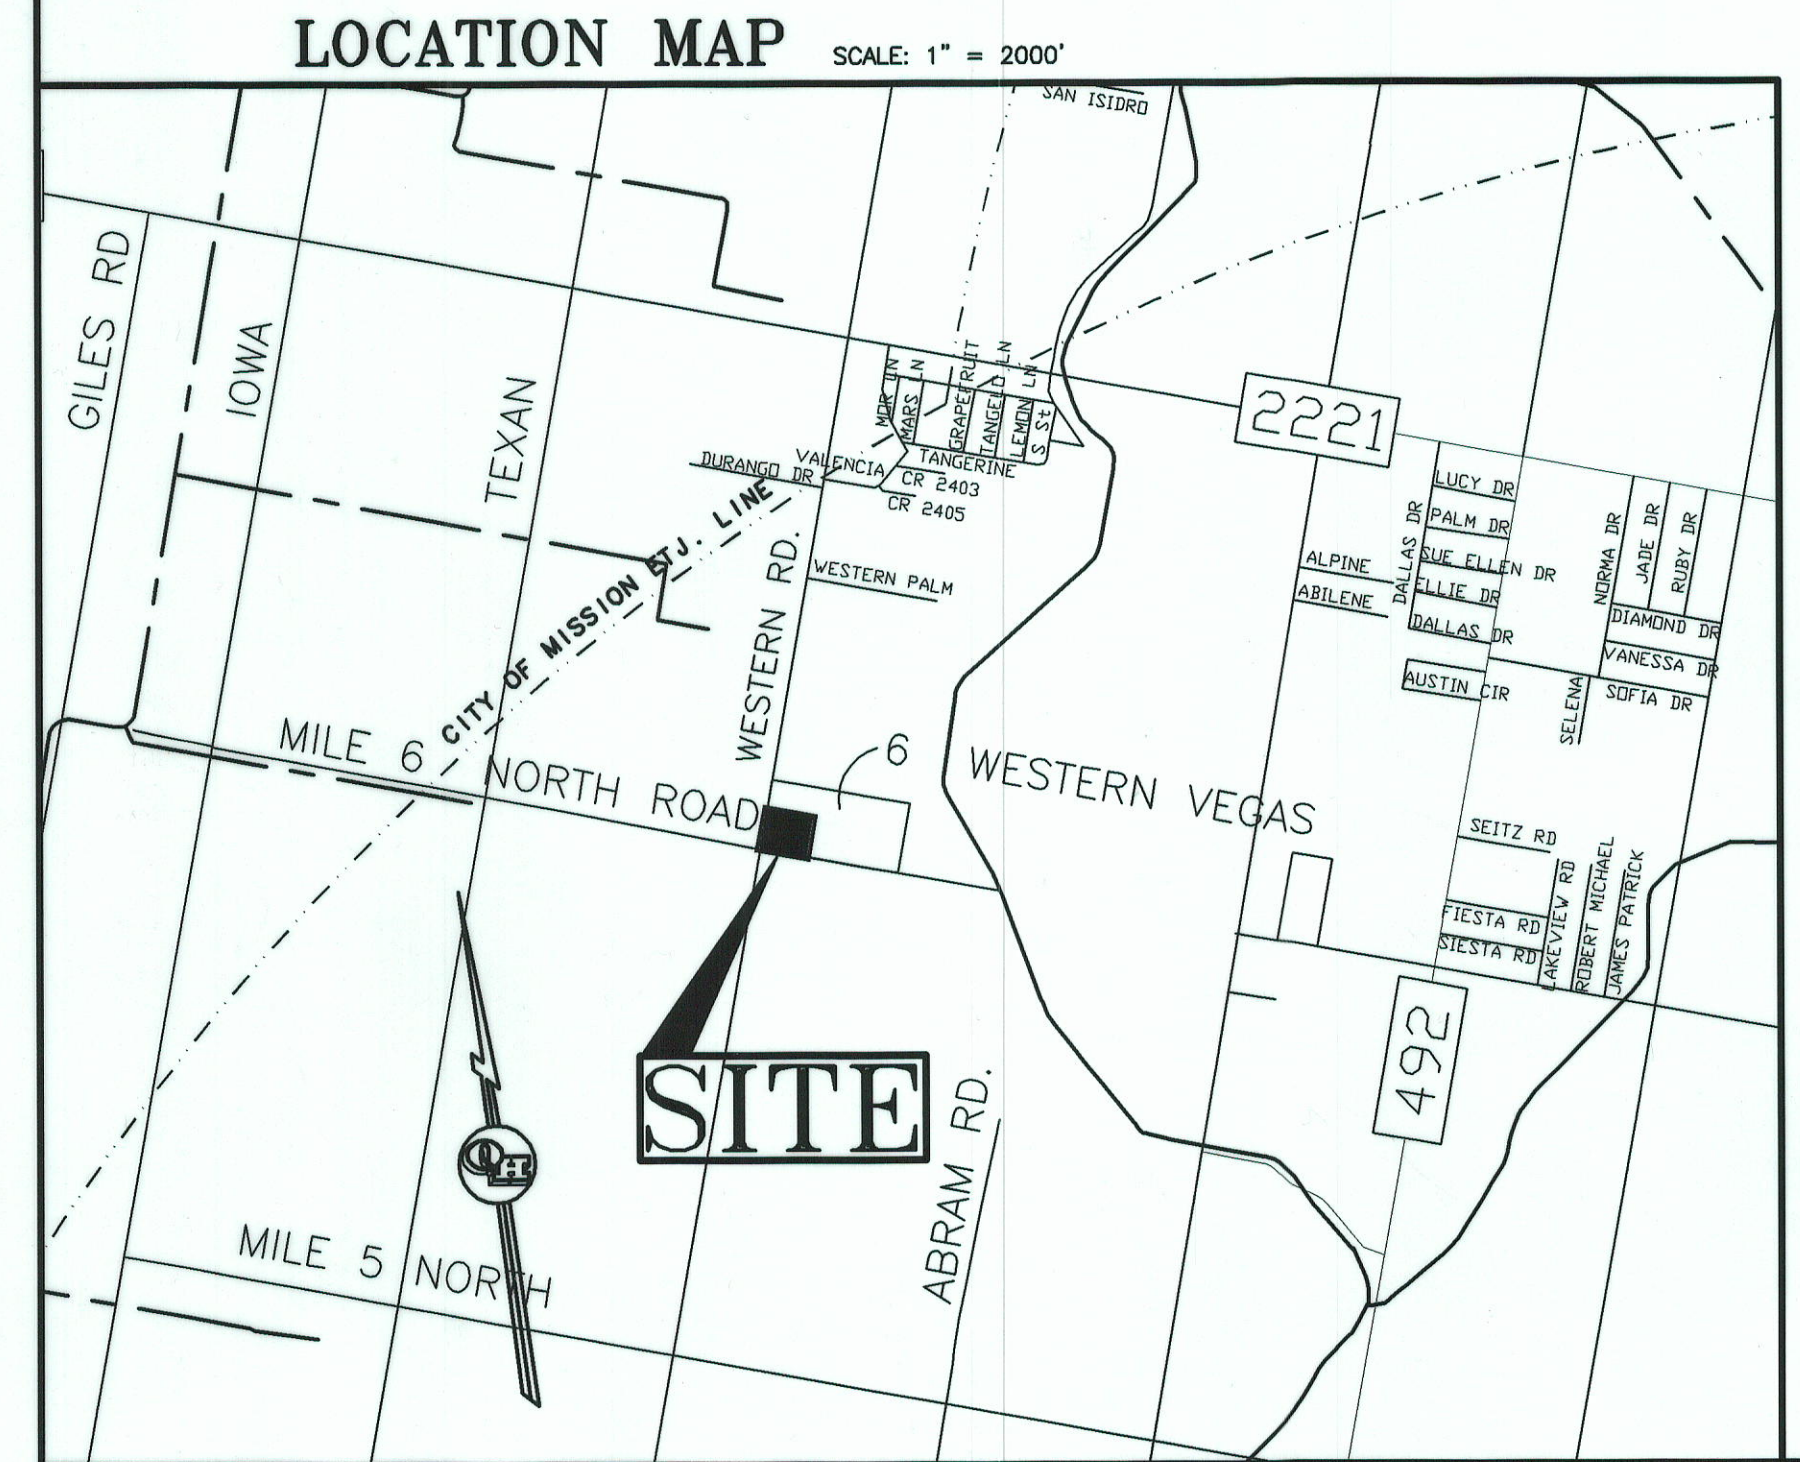 LOCATION MAP SCALE: 1" = 2000'
SAN ISIDRO
GILES RD
IOWA
TEXAN
MOR LN
MARS LN
GRAPEFRUIT
TANGELO LN
LEMON LN
S St
2221
DURANGO DR
VALENCIA
TANGERINE
CR 2403
CR 2405
CITY OF MISSION ETJ. LINE
WESTERN RD.
WESTERN PALM
ALPINE
ABILENE
DALLAS DR
LUCY DR
PALM DR
SUE ELLEN DR
ELLIE DR
DALLAS DR
AUSTIN CIR
NORMA DR
JADE DR
RUBY DR
DIAMOND DR
VANESSA DR
SOFIA DR
SELENA
MILE 6 NORTH ROAD
6
WESTERN VEGAS
SEITZ RD
FIESTA RD
SIESTA RD
LAKEVIEW RD
ROBERT MICHAEL
JAMES PATRICK
492
SITE
ABRAM RD.
QH
MILE 5 NORTH